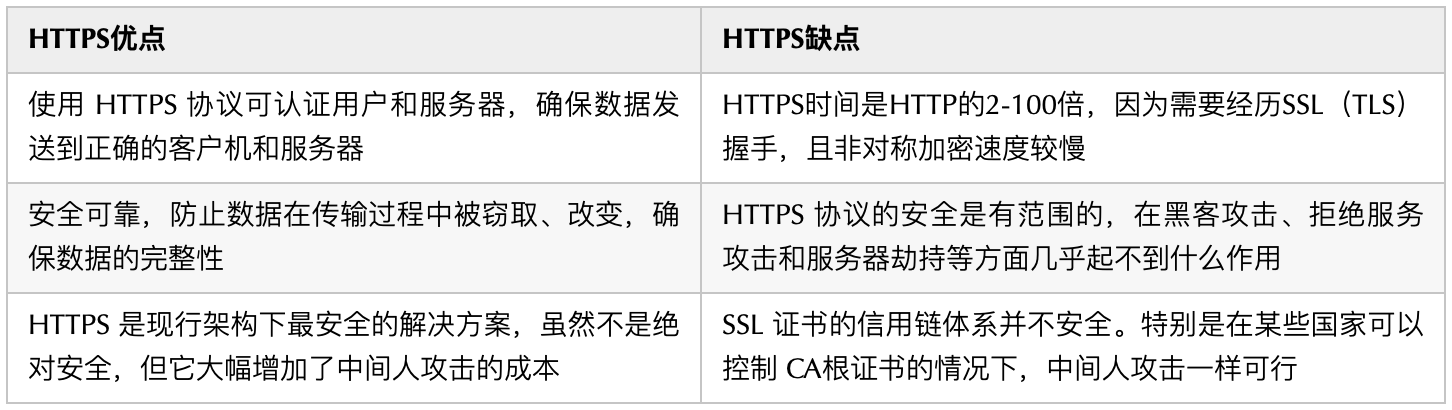 HTTPS优点
HTTPS缺点
使用 HTTPS 协议可认证用户和服务器，确保数据发
送到正确的客户机和服务器
HTTPS时间是HTTP的2-100倍，因为需要经历SSL（TLS）
握手，且非对称加密速度较慢
安全可靠，防止数据在传输过程中被窃取、改变，确
保数据的完整性
HTTPS 协议的安全是有范围的，在黑客攻击、拒绝服务
攻击和服务器劫持等方面几乎起不到什么作用
HTTPS 是现行架构下最安全的解决方案，虽然不是绝
对安全，但它大幅增加了中间人攻击的成本
SSL 证书的信用链体系并不安全。特别是在某些国家可以
控制 CA根证书的情况下，中间人攻击一样可行